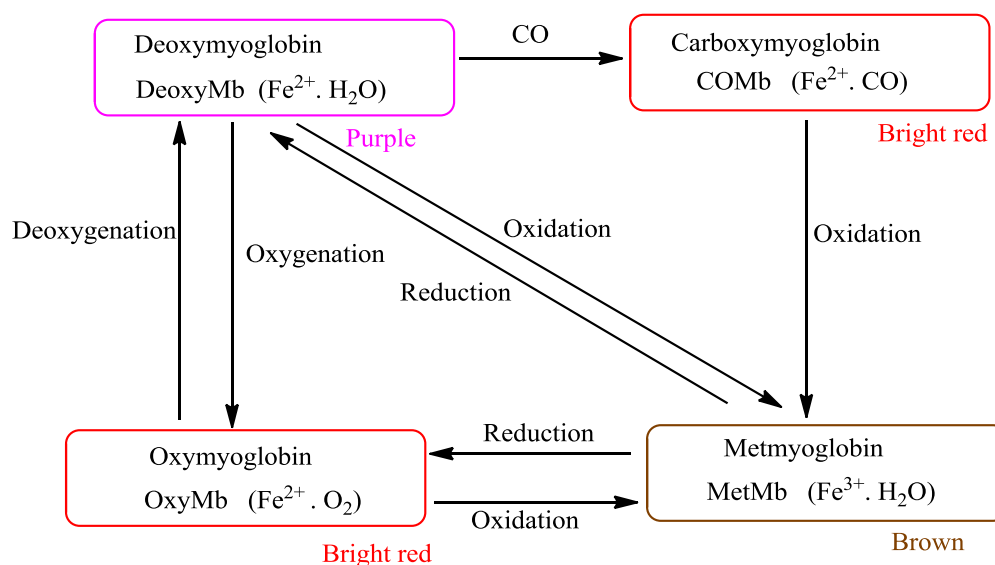 Deoxymyoglobin
DeoxyMb (Fe²⁺. H₂O)
Purple
CO
Carboxymyoglobin
COMb (Fe²⁺. CO)
Bright red
Deoxygenation
Oxygenation
Oxidation
Reduction
Oxidation
Oxymyoglobin
OxyMb (Fe²⁺. O₂)
Bright red
Reduction
Oxidation
Metmyoglobin
MetMb (Fe³⁺. H₂O)
Brown